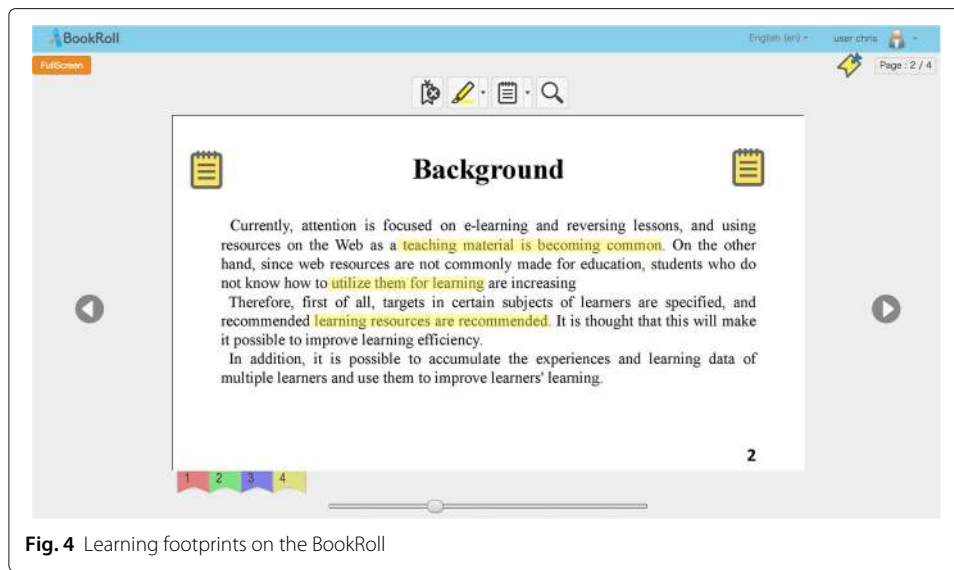 BookRoll
English (en)
user chris
FullScreen
Page : 2 / 4
Background
Currently, attention is focused on e-learning and reversing lessons, and using
resources on the Web as a teaching material is becoming common. On the other
hand, since web resources are not commonly made for education, students who do
not know how to utilize them for learning are increasing
Therefore, first of all, targets in certain subjects of learners are specified, and
recommended learning resources are recommended. It is thought that this will make
it possible to improve learning efficiency.
In addition, it is possible to accumulate the experiences and learning data of
multiple learners and use them to improve learners' learning.
2
1 2 3 4
Fig. 4 Learning footprints on the BookRoll